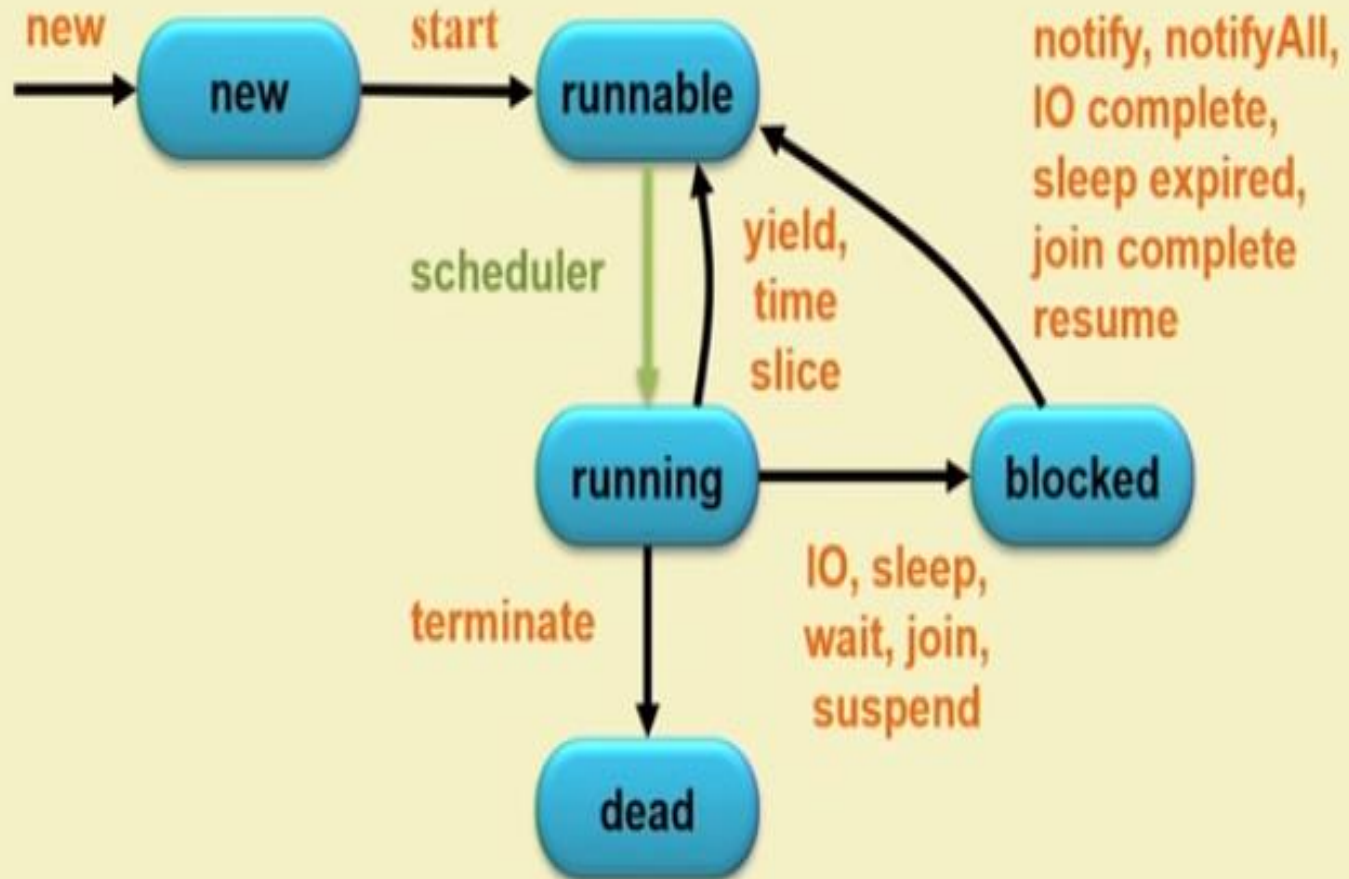 new
new
start
runnable
notify, notifyAll,
IO complete,
sleep expired,
join complete
resume
scheduler
yield,
time
slice
running
blocked
IO, sleep,
wait, join,
suspend
terminate
dead